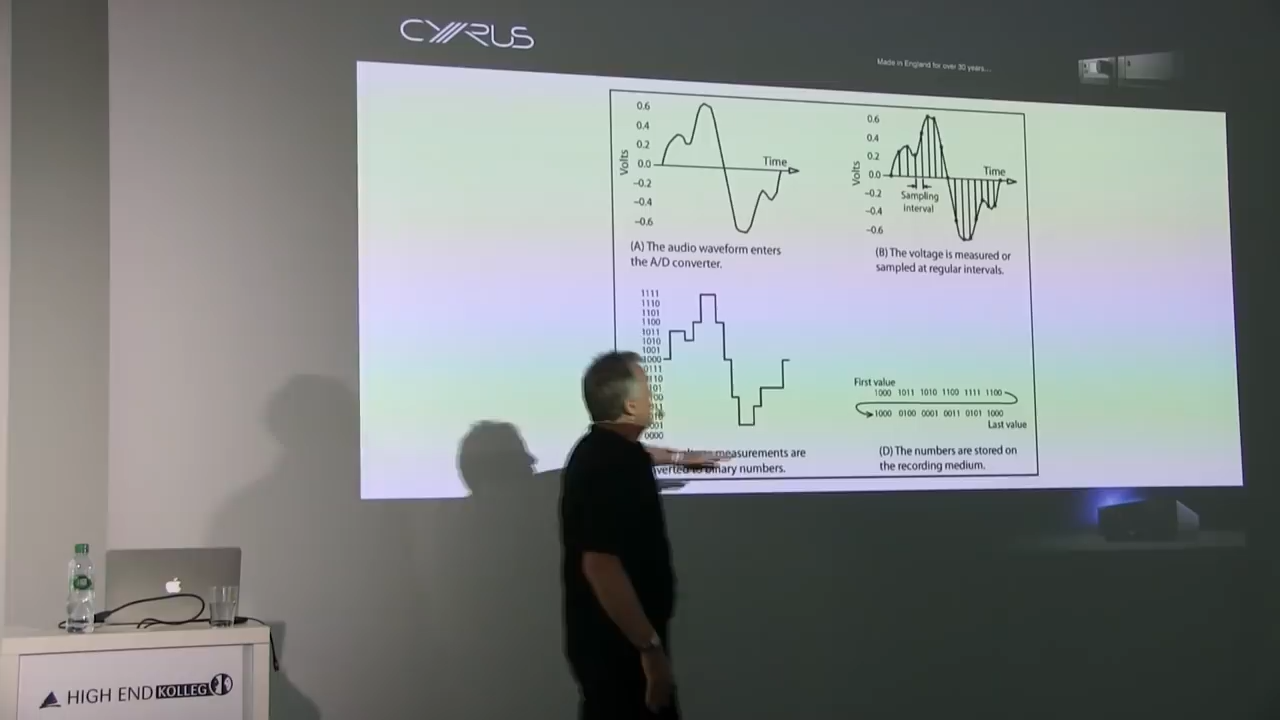 CYRUS
Made in England for over 30 years...
0.6
0.4
0.2
0.0
−0.2
−0.4
−0.6
Volts
Time
(A) The audio waveform enters
the A/D converter.
0.6
0.4
0.2
0.0
−0.2
−0.4
−0.6
Volts
Time
Sampling
interval
(B) The voltage is measured or
sampled at regular intervals.
1111
1110
1101
1100
1011
1010
1001
1000
0111
0000
measurements are
binary numbers.
First value
1000 1011 1010 1100 1111 1100
1000 0100 0001 0011 0101 1000
Last value
(D) The numbers are stored on
the recording medium.
HIGH END KOLLEG